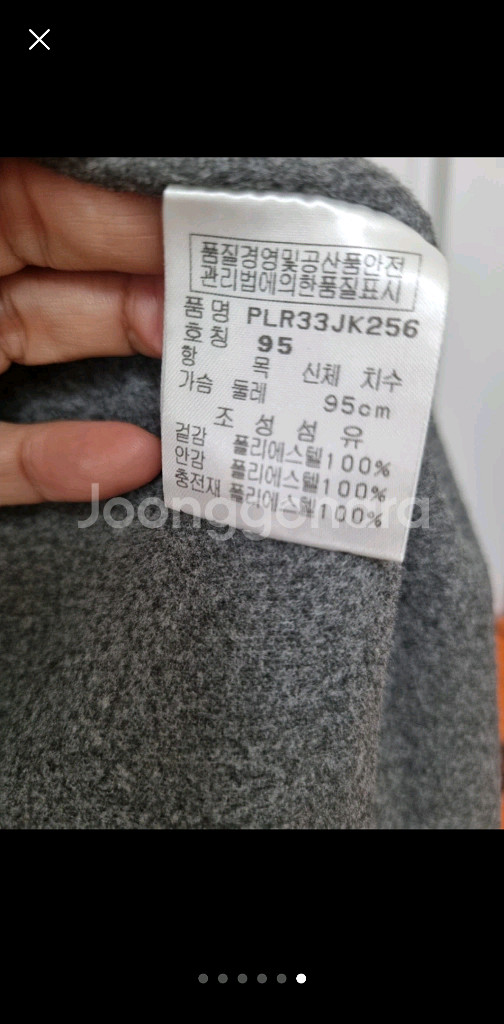 품질경영및공산품안전
관리법에의한품질표시
품명 PLR33JK256
호칭 95
항 목 신체 치수
가슴 둘레 95cm
조성섬유
겉감 폴리에스텔100%
안감 폴리에스텔100%
충전재 폴리에스텔100%
Joonggonara